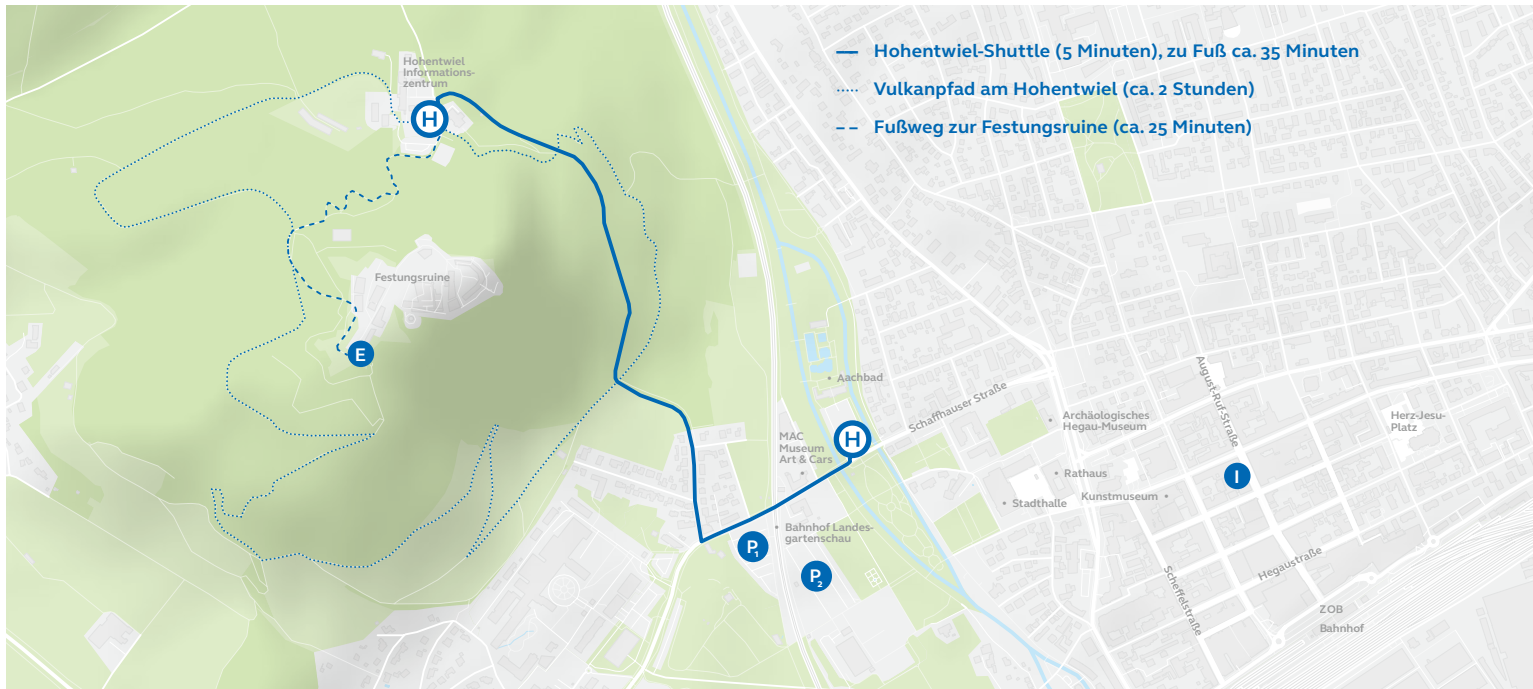 Hohentwiel-Shuttle (5 Minuten), zu Fuß ca. 35 Minuten
Vulkanpfad am Hohentwiel (ca. 2 Stunden)
Fußweg zur Festungsruine (ca. 25 Minuten)
Hohentwiel
Informations-
zentrum
H
Festungsruine
E
Aachbad
Schaffhauser Straße
August-Ruf-Straße
Archäologisches
Hegau-Museum
Herz-Jesu-
Platz
MAC
Museum
Art & Cars
H
Rathaus
I
Kunstmuseum
Stadthalle
Bahnhof Landes-
gartenschau
P1
P2
Hegaustraße
Scheffelstraße
ZOB
Bahnhof